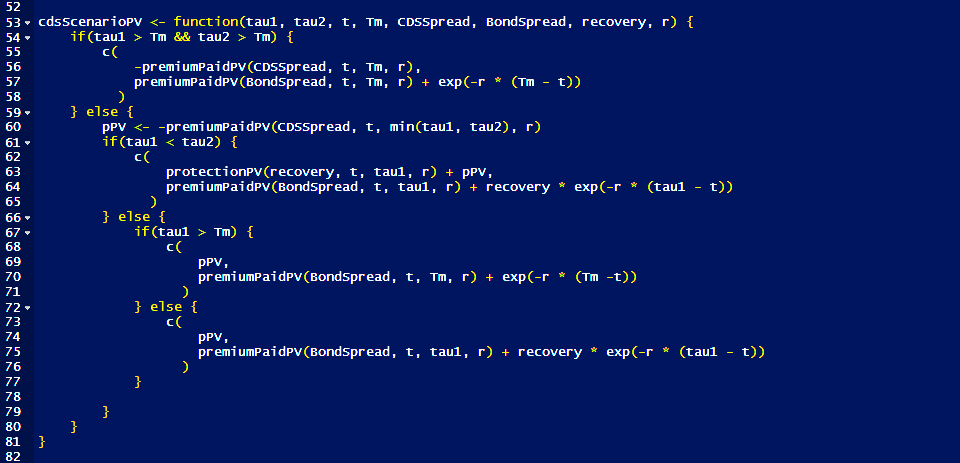 52
53 cdsScenarioPV <- function(tau1, tau2, t, Tm, CDSSpread, BondSpread, recovery, r) {
54     if(tau1 > Tm && tau2 > Tm) {
55         c(
56             -premiumPaidPV(CDSSpread, t, Tm, r),
57             premiumPaidPV(BondSpread, t, Tm, r) + exp(-r * (Tm - t))
58           )
59     } else {
60         pPV <- -premiumPaidPV(CDSSpread, t, min(tau1, tau2), r)
61         if(tau1 < tau2) {
62             c(
63                 protectionPV(recovery, t, tau1, r) + pPV,
64                 premiumPaidPV(BondSpread, t, tau1, r) + recovery * exp(-r * (tau1 - t))
65               )
66         } else {
67             if(tau1 > Tm) {
68                 c(
69                     pPV,
70                     premiumPaidPV(BondSpread, t, Tm, r) + exp(-r * (Tm -t))
71                   )
72             } else {
73                 c(
74                     pPV,
75                     premiumPaidPV(BondSpread, t, tau1, r) + recovery * exp(-r * (tau1 - t))
76                   )
77             }
78
79         }
80     }
81 }
82